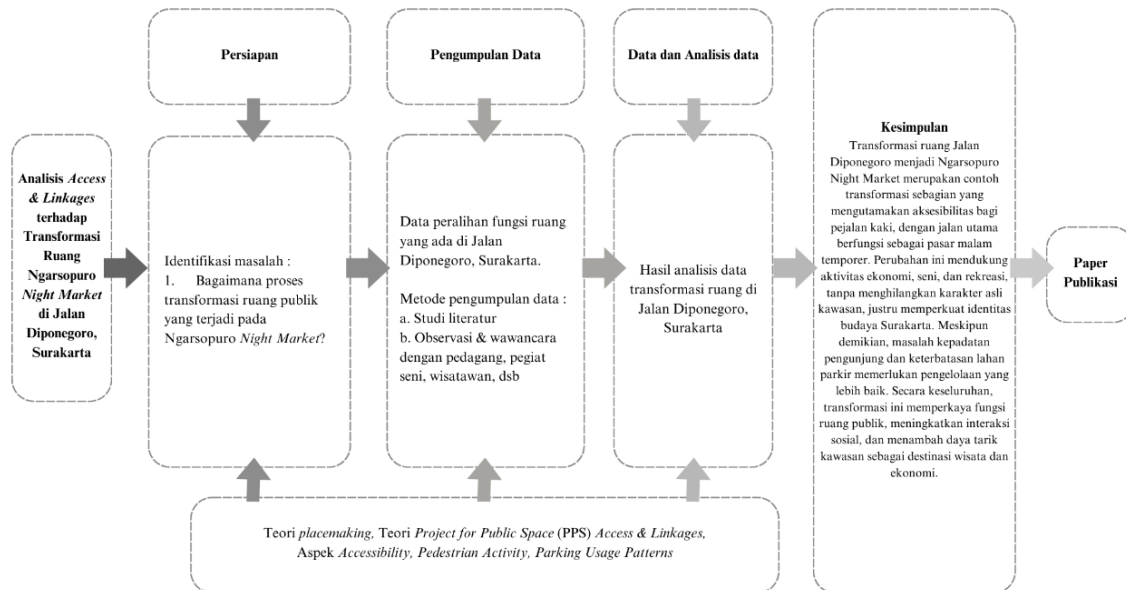 Persiapan
Pengumpulan Data
Data dan Analisis data
Analisis Access
& Linkages
terhadap
Transformasi
Ruang
Ngarsopuro
Night Market
di Jalan
Diponegoro,
Surakarta
Identifikasi masalah :
1. Bagaimana proses
transformasi ruang publik
yang terjadi pada
Ngarsopuro Night Market?
Data peralihan fungsi ruang
yang ada di Jalan
Diponegoro, Surakarta.
Metode pengumpulan data :
a. Studi literatur
b. Observasi & wawancara
dengan pedagang, pegiat
seni, wisatawan, dsb
Hasil analisis data
transformasi ruang di
Jalan Diponegoro,
Surakarta
Kesimpulan
Transformasi ruang Jalan
Diponegoro menjadi Ngarsopuro
Night Market merupakan contoh
transformasi sebagian yang
mengutamakan aksesibilitas bagi
pejalan kaki, dengan jalan utama
berfungsi sebagai pasar malam
temporer. Perubahan ini mendukung
aktivitas ekonomi, seni, dan rekreasi,
tanpa menghilangkan karakter asli
kawasan, justru memperkuat identitas
budaya Surakarta. Meskipun
demikian, masalah kepadatan
pengunjung dan keterbatasan lahan
parkir memerlukan pengelolaan yang
lebih baik. Secara keseluruhan,
transformasi ini memperkaya fungsi
ruang publik, meningkatkan interaksi
sosial, dan menambah daya tarik
kawasan sebagai destinasi wisata dan
ekonomi.
Paper
Publikasi
Teori placemaking, Teori Project for Public Space (PPS) Access & Linkages,
Aspek Accessibility, Pedestrian Activity, Parking Usage Patterns